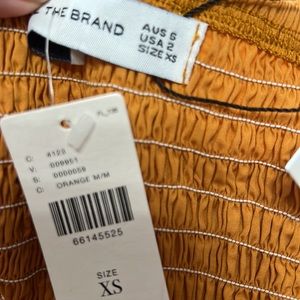 THE BRAND
AUS 6
USA 2
SIZE XS
C: 4120
V: 009951
S: 0000059
C: ORANGE M/M
66145525
SIZE
XS